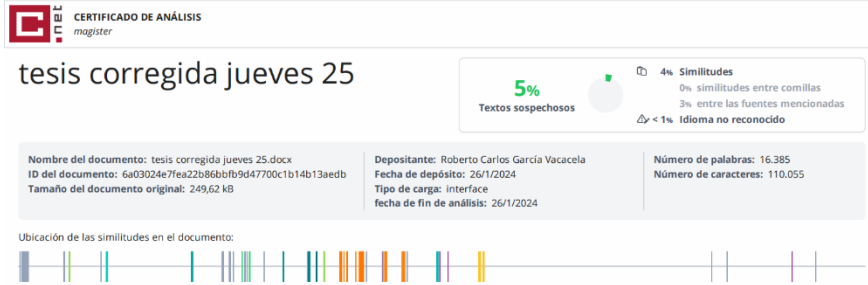 C.net
CERTIFICADO DE ANÁLISIS
magister
tesis corregida jueves 25
5%
Textos sospechosos
4% Similitudes
0% similitudes entre comillas
3% entre las fuentes mencionadas
< 1% Idioma no reconocido
Nombre del documento: tesis corregida jueves 25.docx
ID del documento: 6a03024e7fea22b86bbfb9d47700c1b14b13aedb
Tamaño del documento original: 249,62 kB
Depositante: Roberto Carlos García Vacacela
Fecha de depósito: 26/1/2024
Tipo de carga: interface
fecha de fin de análisis: 26/1/2024
Número de palabras: 16.385
Número de caracteres: 110.055
Ubicación de las similitudes en el documento: